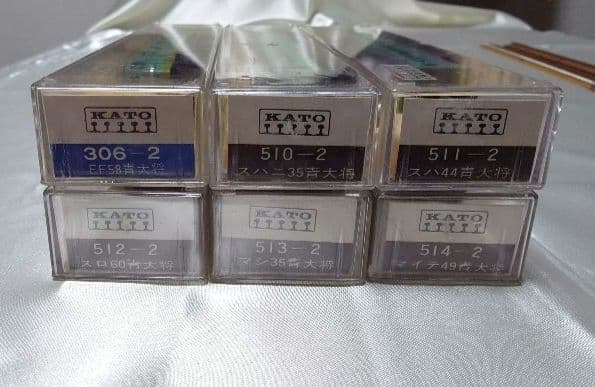 KATO
306-2
EF58青大将
KATO
510-2
スハニ35青大将
KATO
511-2
スハ44青大将
KATO
512-2
スロ60青大将
KATO
513-2
マシ35青大将
KATO
514-2
マイテ49青大将